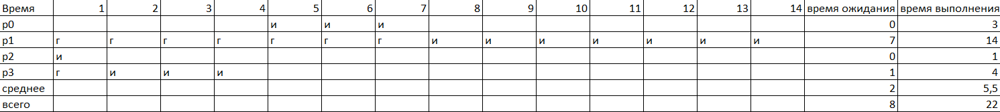 Время 1 2 3 4 5 6 7 8 9 10 11 12 13 14 время ожидания время выполнения
p0 и и и 0 3
p1 г г г г г г г и и и и и и и 7 14
p2 и 0 1
p3 г и и и 1 4
среднее 2 5,5
всего 8 22